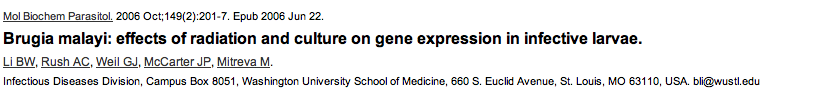 Mol Biochem Parasitol. 2006 Oct;149(2):201-7. Epub 2006 Jun 22.
Brugia malayi: effects of radiation and culture on gene expression in infective larvae.
Li BW, Rush AC, Weil GJ, McCarter JP, Mitreva M.
Infectious Diseases Division, Campus Box 8051, Washington University School of Medicine, 660 S. Euclid Avenue, St. Louis, MO 63110, USA. bli@wustl.edu